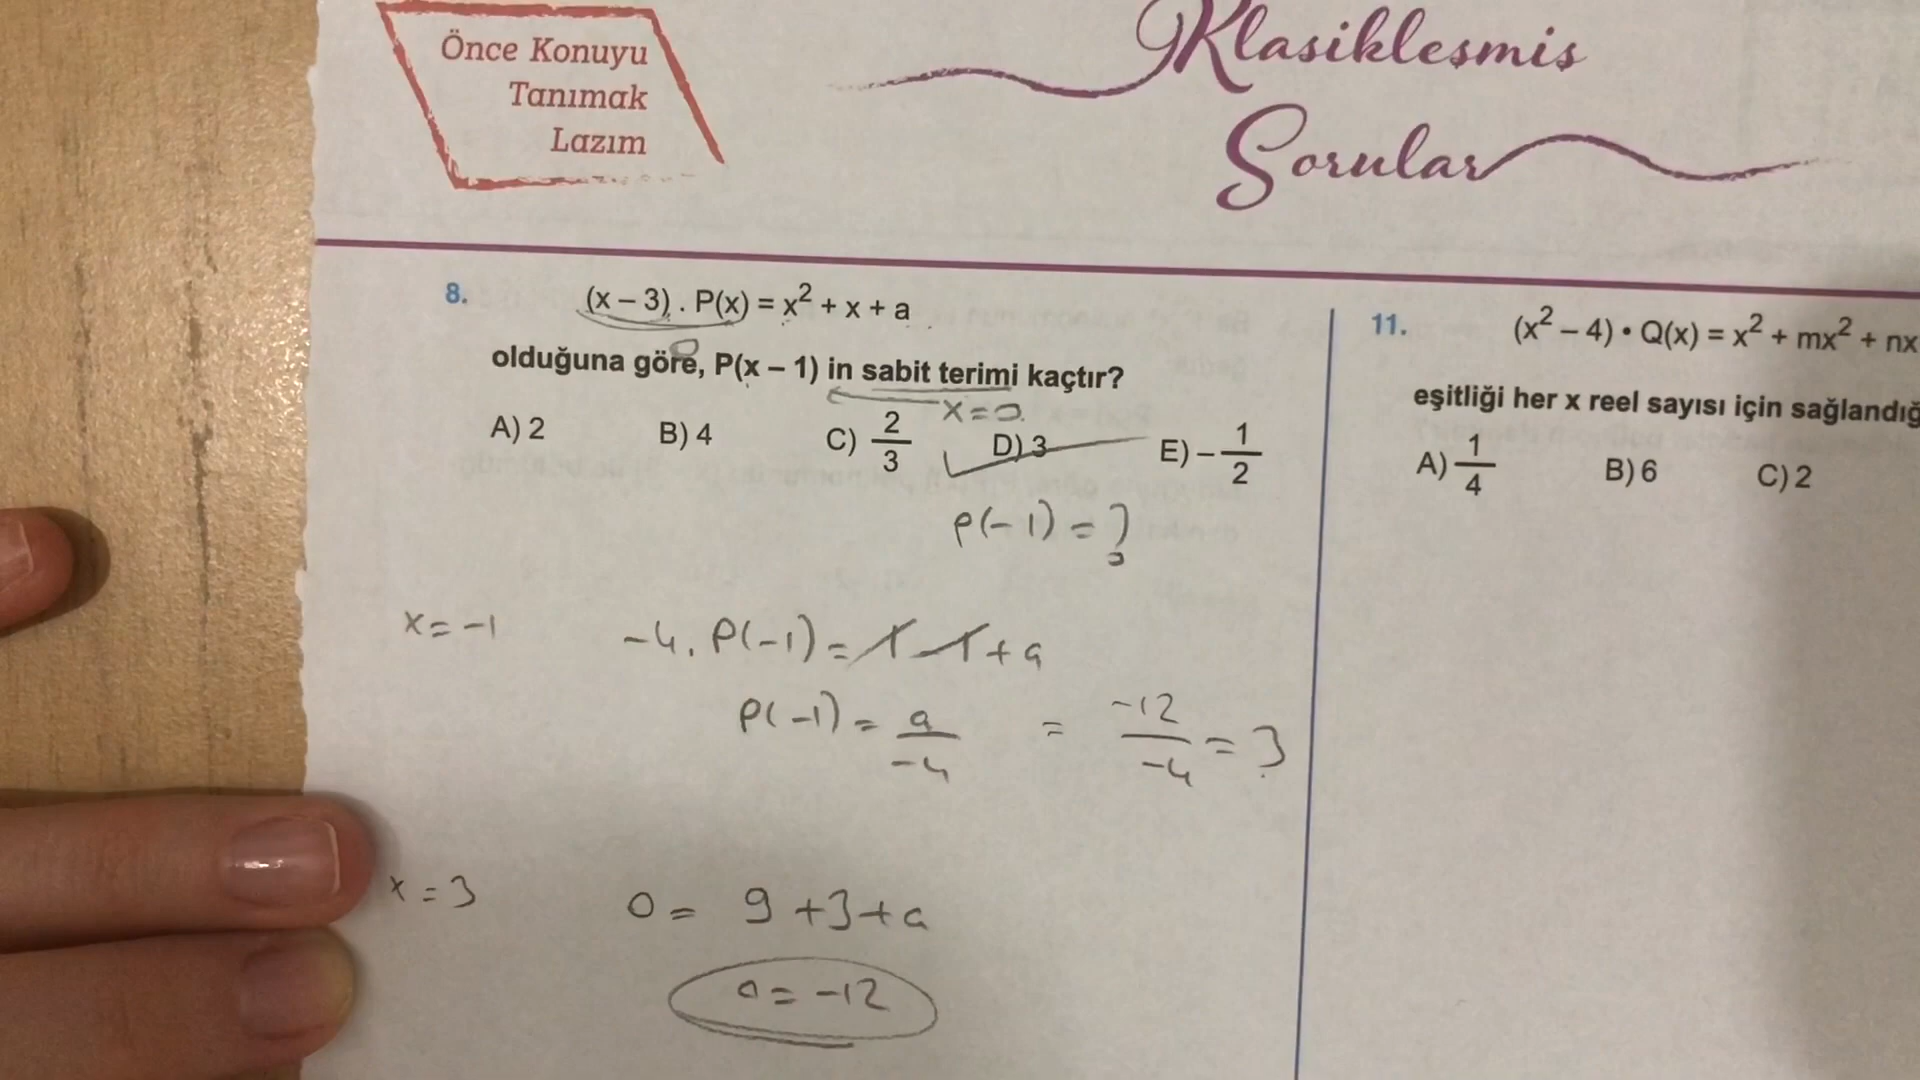 Önce Konuyu
Tanımak
Lazım
Klasikleşmiş
Sorular
8. (x – 3) . P(x) = x² + x + a
olduğuna göre, P(x – 1) in sabit terimi kaçtır?
0
x=0
A) 2 B) 4 C) 2/3 D) 3 E) –1/2
P(-1) = ?
x = -1 -4. P(-1) = 1 - 1 + a
P(-1) = a/-4 = -12/-4 = 3
x = 3 0 = 9 + 3 + a
a = -12
11. (x² – 4) • Q(x) = x² + mx² + nx
eşitliği her x reel sayısı için
A) 1/4 B) 6 C) 2